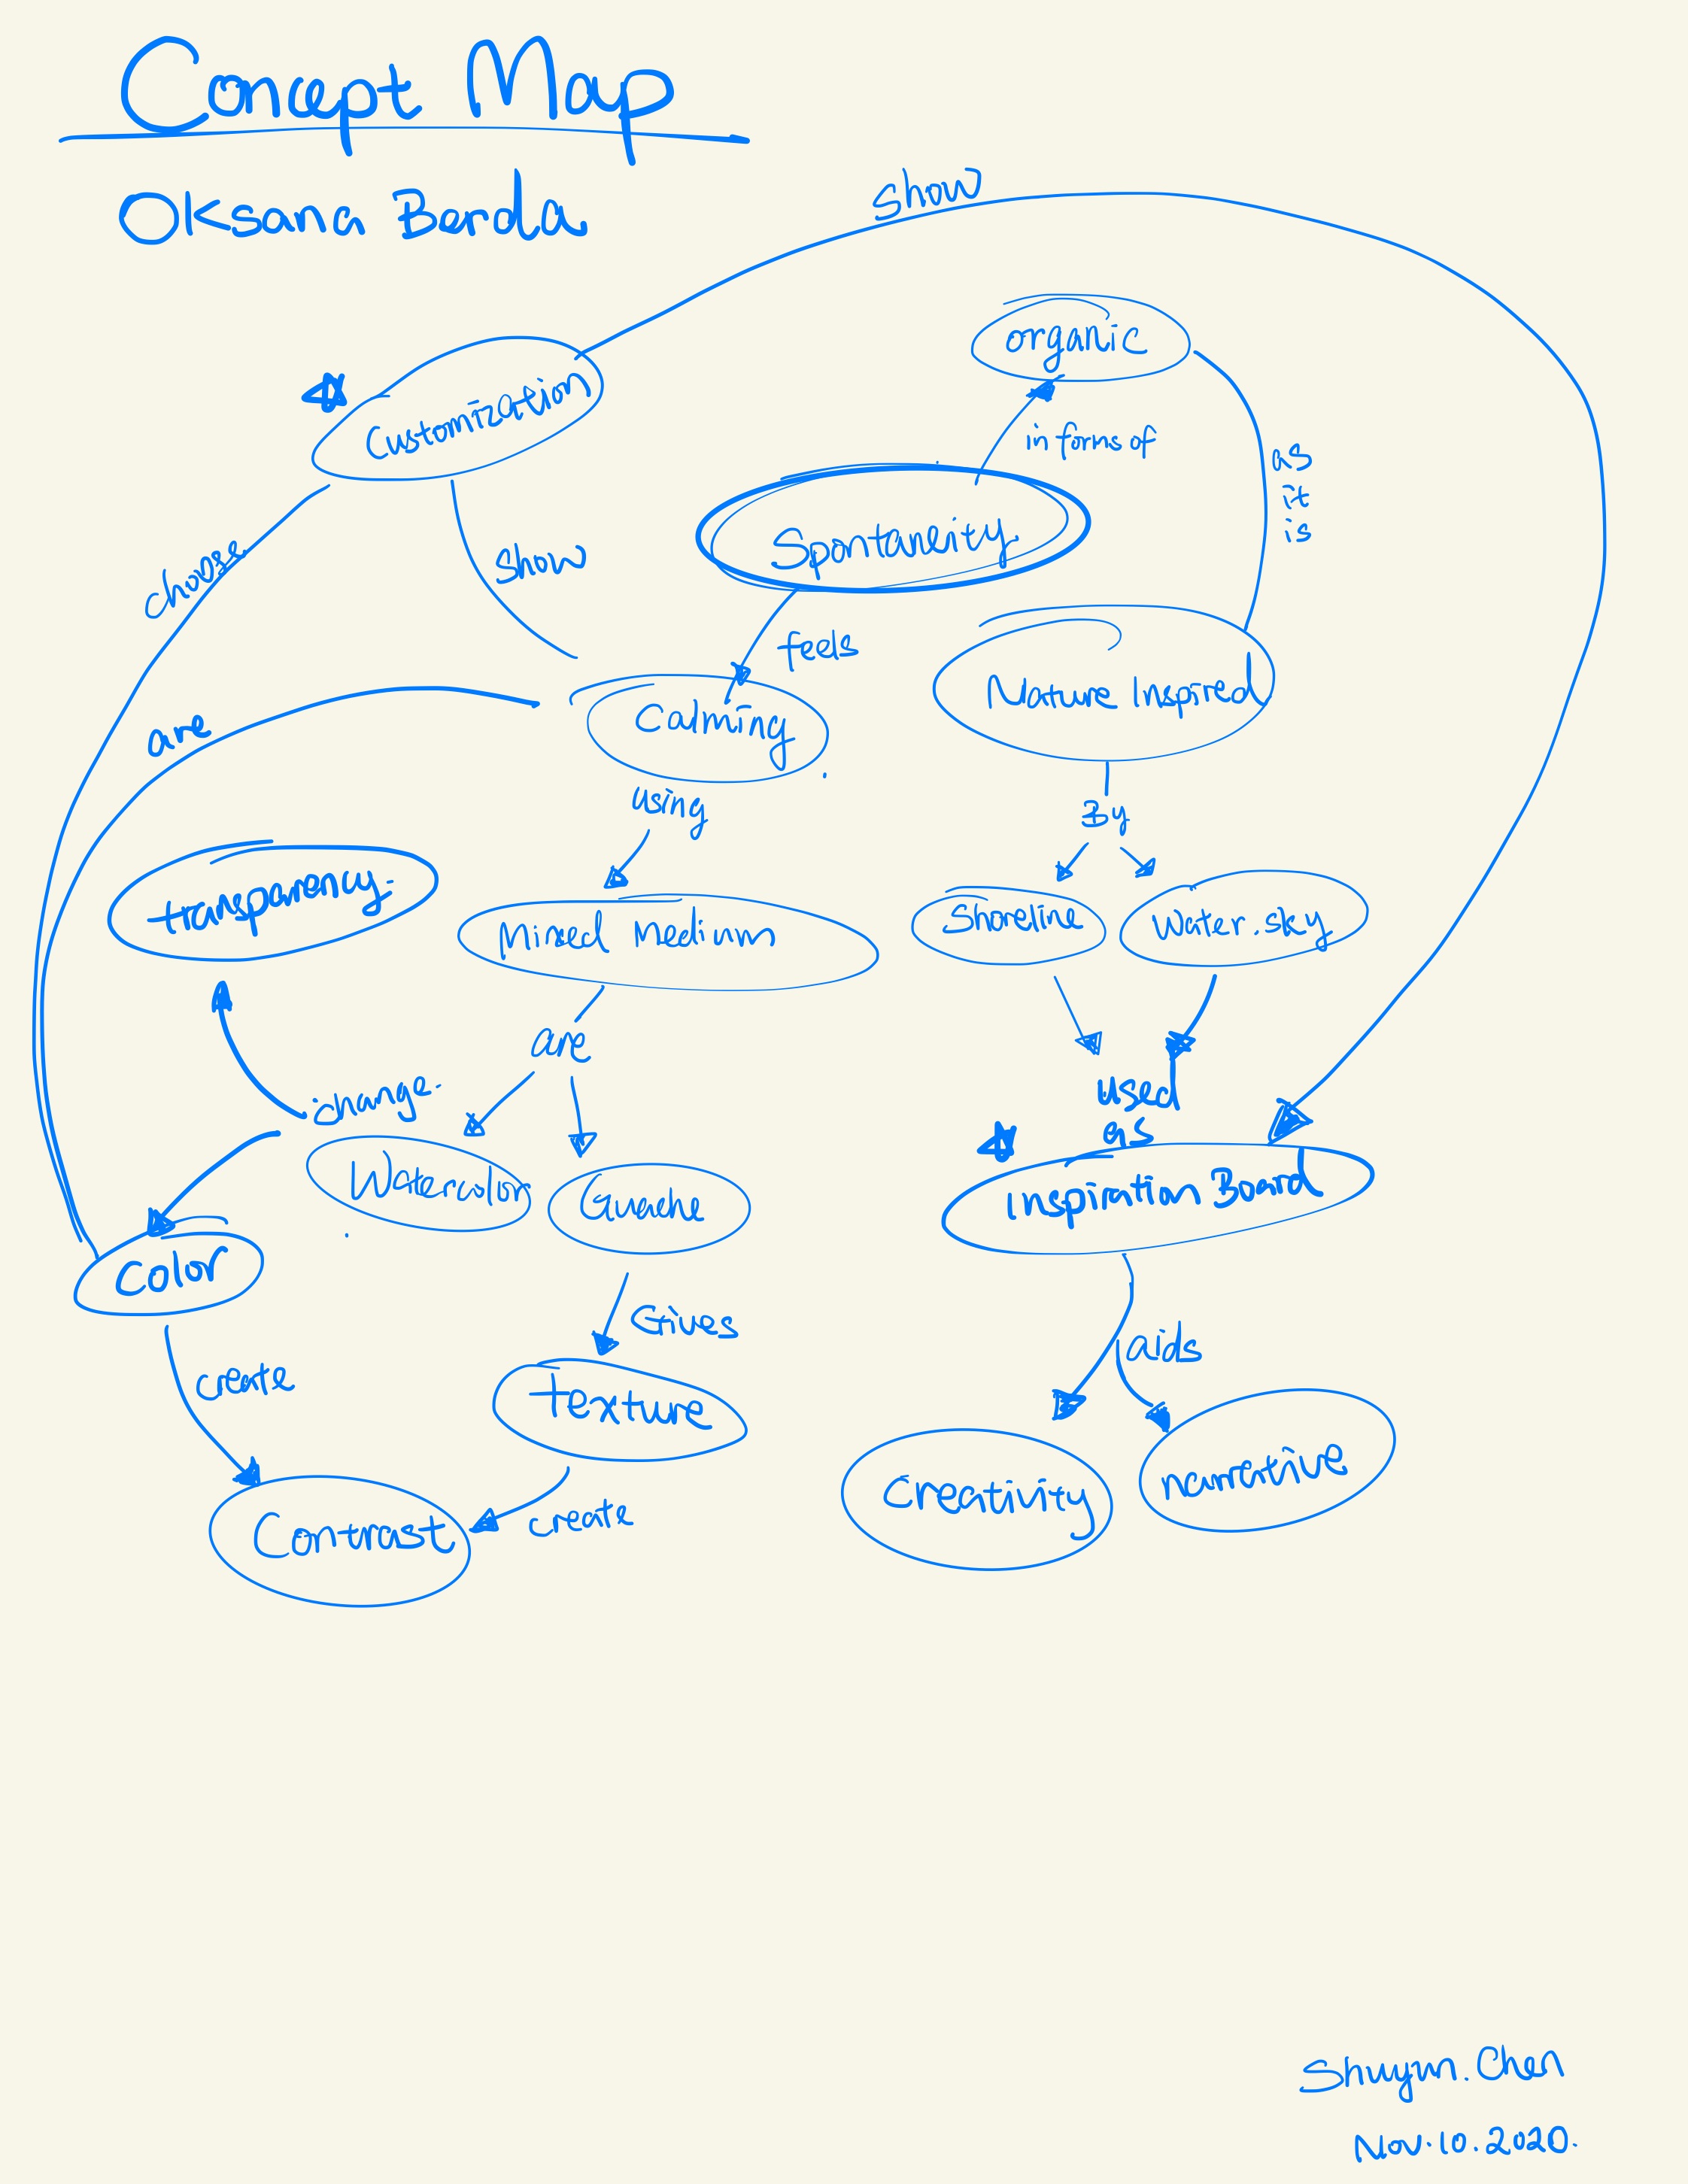 Concept Map
Oksana Berda
show
organic
Customization
in forms of
as
it
is
Spontaneity
choose
show
feels
Nature Inspired
Calming
are
using
By
transparency.
Mixed Medium
Shoreline
Water.sky
are
change.
used
as
Watercolor
Guache
Inspiration Board
Color
Gives
aids
create
texture
Creativity
narrative
Contrast
create
Chen
Nov.10.2020.